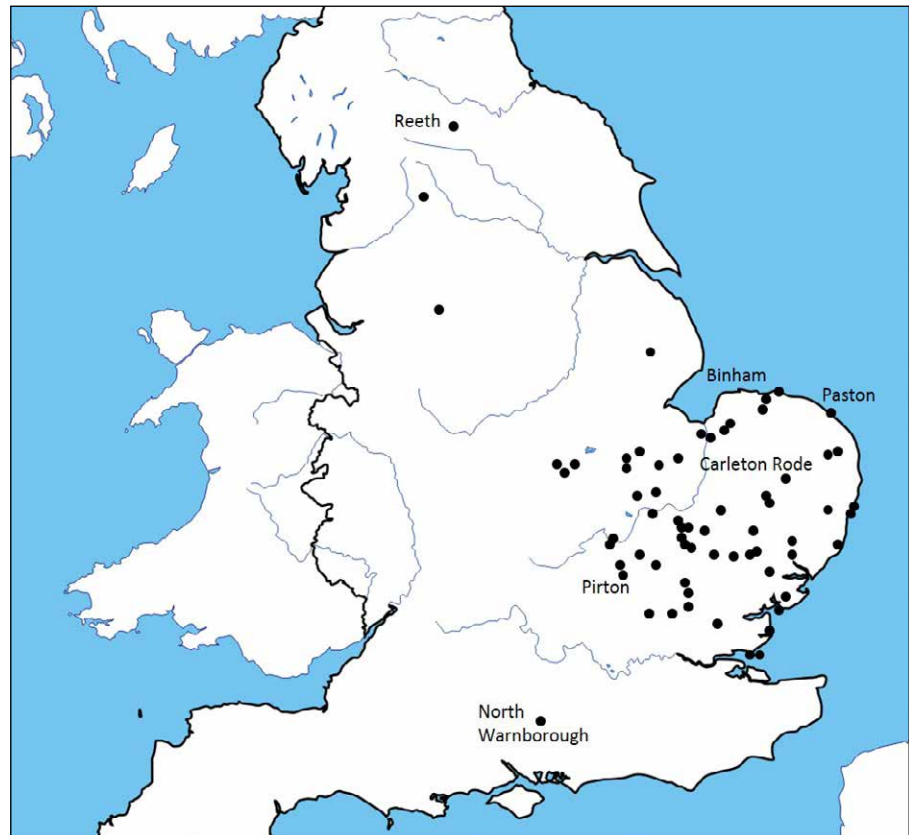 Reeth
Binham
Paston
Carleton Rode
Pirton
North
Warnborough